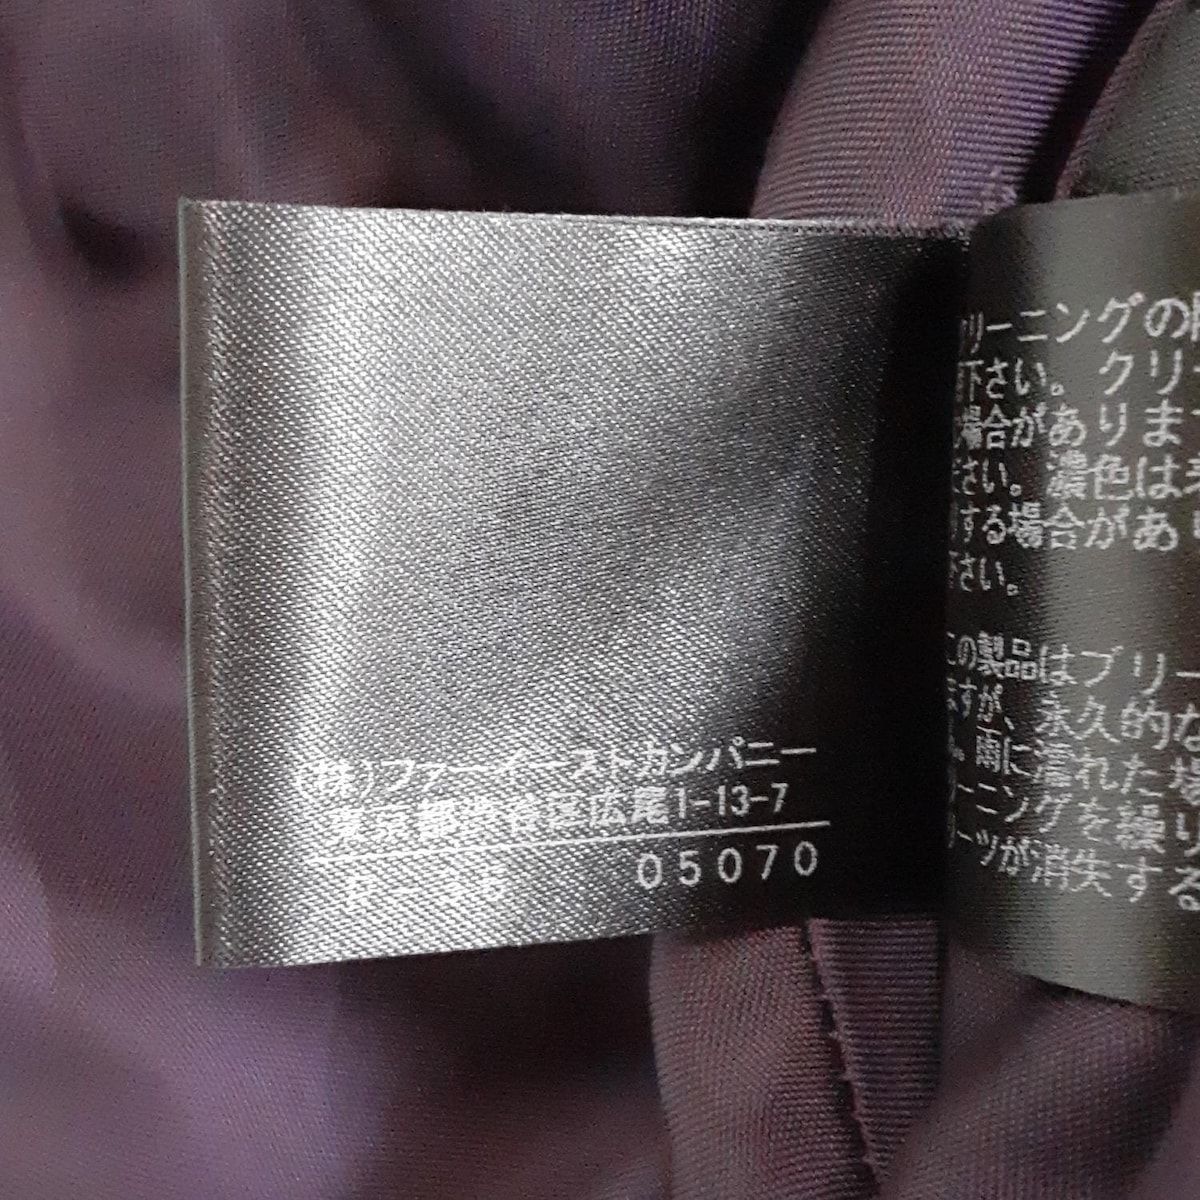 (株)ファーイーストカンパニー
東京都渋谷区広尾1-13-7
05070
リーニングの
下さい。クリ
場合がありま
さい。濃色は
する場合があ
さい。
この製品はブリー
ますが、永久的な
雨に濡れた場
ーニングを繰り
ーツが消失する